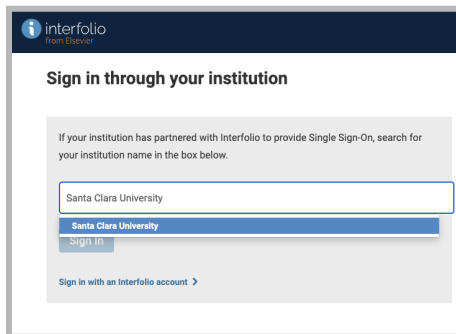 interfolio
from Elsevier
Sign in through your institution
If your institution has partnered with Interfolio to provide Single Sign-On, search for
your institution name in the box below.
Santa Clara University
Santa Clara University
Sign In
Sign in with an Interfolio account